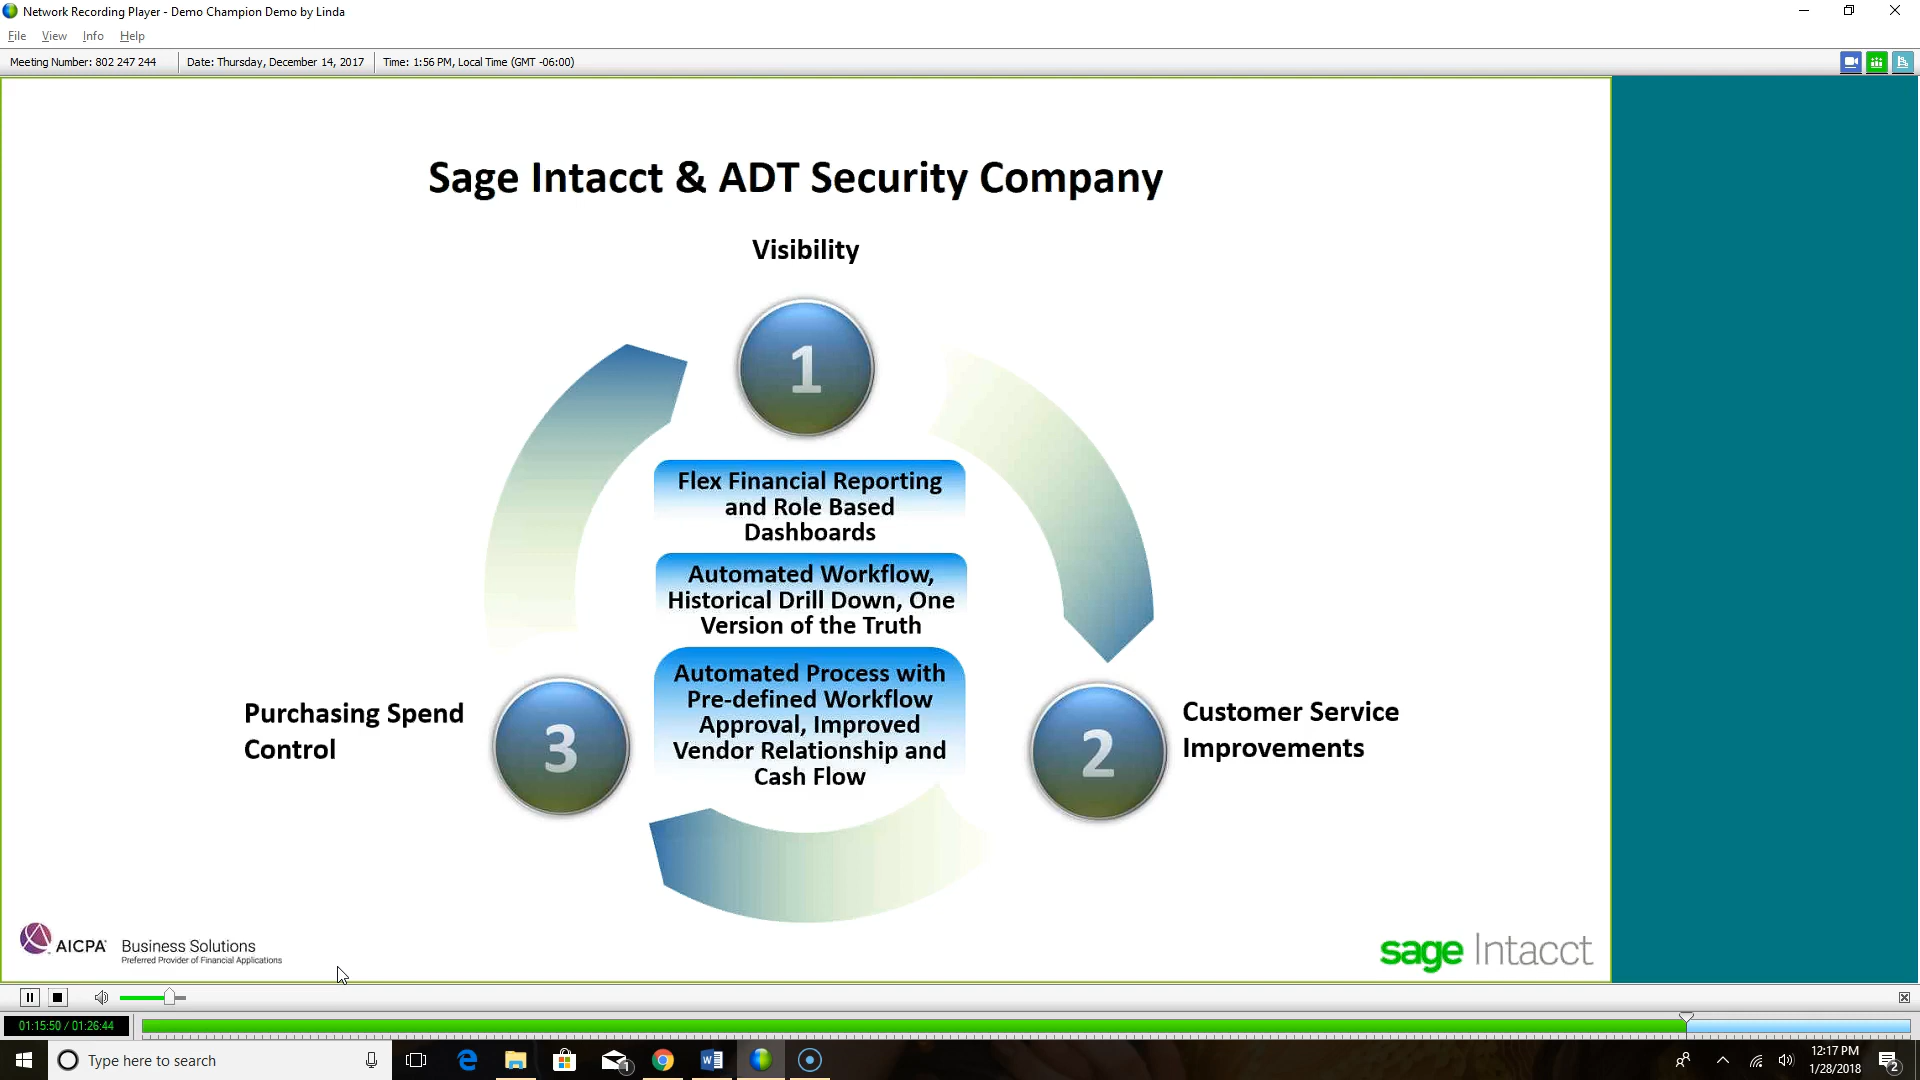 Network Recording Player - Demo Champion Demo by Linda
File View Info Help
Meeting Number: 802 247 244 Date: Thursday, December 14, 2017 Time: 1:56 PM, Local Time (GMT -06:00)
Sage Intacct & ADT Security Company
Visibility
1
Flex Financial Reporting
and Role Based
Dashboards
Automated Workflow,
Historical Drill Down, One
Version of the Truth
Automated Process with
Pre-defined Workflow
Approval, Improved
Vendor Relationship and
Cash Flow
Purchasing Spend
Control
3
2
Customer Service
Improvements
AICPA Business Solutions
Preferred Provider of Financial Applications
sage Intacct
01:15:50 / 01:26:44
Type here to search
1
12:17 PM
1/28/2018
2